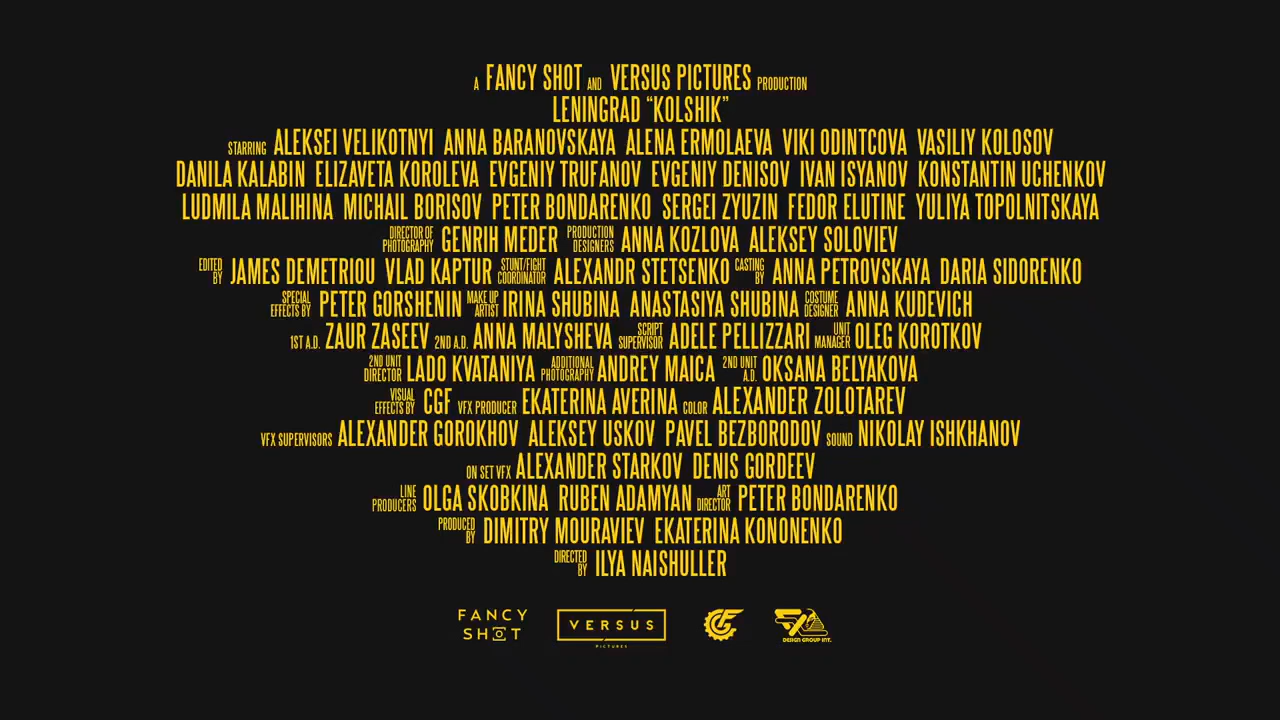 A FANCY SHOT AND VERSUS PICTURES PRODUCTION
LENINGRAD “KOLSHIK”
STARRING ALEKSEI VELIKOTNYI ANNA BARANOVSKAYA ALENA ERMOLAEVA VIKI ODINTCOVA VASILIY KOLOSOV
DANILA KALABIN ELIZAVETA KOROLEVA EVGENIY TRUFANOV EVGENIY DENISOV IVAN ISYANOV KONSTANTIN UCHENKOV
LUDMILA MALIHINA MICHAIL BORISOV PETER BONDARENKO SERGEI ZYUZIN FEDOR ELUTINE YULIYA TOPOLNITSKAYA
DIRECTOR OF PHOTOGRAPHY GENRIH MEDER PRODUCTION DESIGNERS ANNA KOZLOVA ALEKSEY SOLOVIEV
EDITED BY JAMES DEMETRIOU VLAD KAPTUR STUNT/FIGHT COORDINATOR ALEXANDR STETSENKO CASTING BY ANNA PETROVSKAYA DARIA SIDORENKO
SPECIAL EFFECTS BY PETER GORSHENIN MAKE UP ARTIST IRINA SHUBINA ANASTASIYA SHUBINA COSTUME DESIGNER ANNA KUDEVICH
1ST A.D. ZAUR ZASEEV 2ND A.D. ANNA MALYSHEVA SCRIPT SUPERVISOR ADELE PELLIZZARI UNIT MANAGER OLEG KOROTKOV
2ND UNIT DIRECTOR LADO KVATANIYA ADDITIONAL PHOTOGRAPHY ANDREY MAICA 2ND UNIT A.D. OKSANA BELYAKOVA
VISUAL EFFECTS BY CGF VFX PRODUCER EKATERINA AVERINA COLOR ALEXANDER ZOLOTAREV
VFX SUPERVISORS ALEXANDER GOROKHOV ALEKSEY USKOV PAVEL BEZBORODOV SOUND NIKOLAY ISHKHANOV
ON SET VFX ALEXANDER STARKOV DENIS GORDEEV
LINE PRODUCERS OLGA SKOBKINA RUBEN ADAMYAN ART DIRECTOR PETER BONDARENKO
PRODUCED BY DIMITRY MOURAVIEV EKATERINA KONONENKO
DIRECTED BY ILYA NAISHULLER
FANCY SHOT
VERSUS PICTURES
CGF
FX DESIGN GROUP INT.